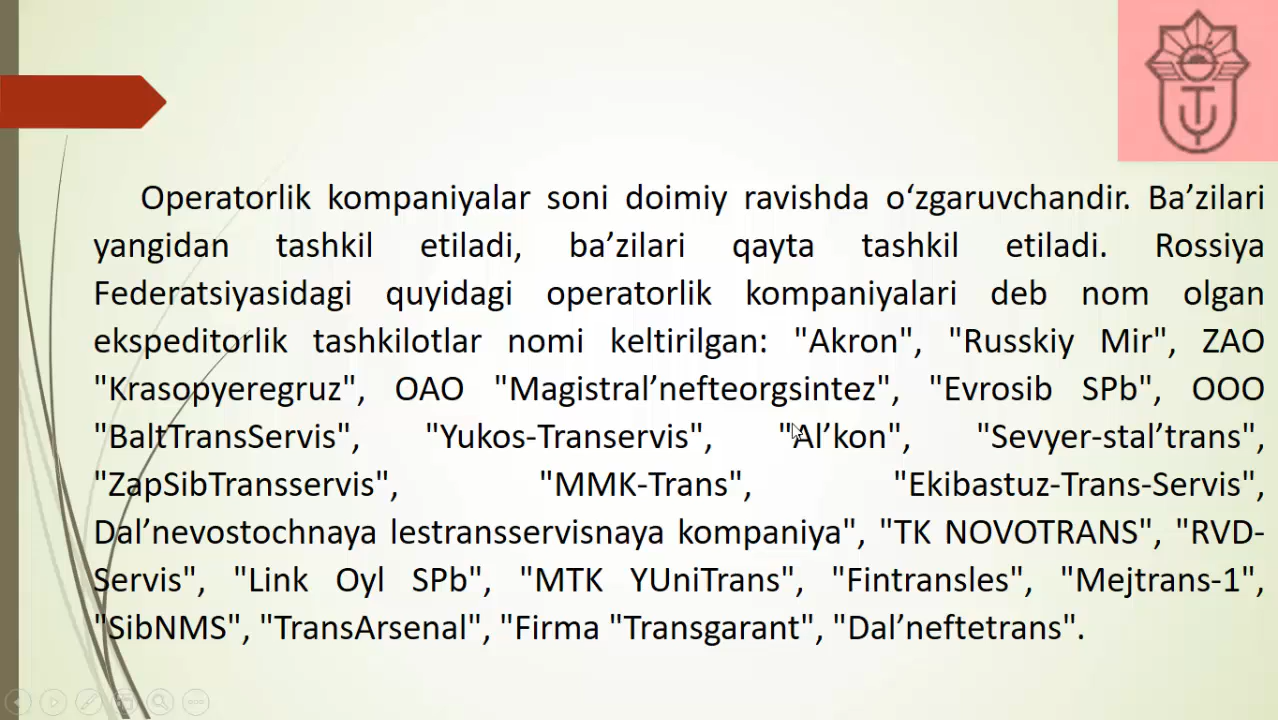 Operatorlik kompaniyalar soni doimiy ravishda o‘zgaruvchandir. Ba’zilari
yangidan tashkil etiladi, ba’zilari qayta tashkil etiladi. Rossiya
Federatsiyasidagi quyidagi operatorlik kompaniyalari deb nom olgan
ekspeditorlik tashkilotlar nomi keltirilgan: "Akron", "Russkiy Mir", ZAO
"Krasopyeregruz", OAO "Magistral’nefteorgsintez", "Evrosib SPb", OOO
"BaltTransServis", "Yukos-Transervis", "Al’kon", "Sevyer-stal’trans",
"ZapSibTransservis", "MMK-Trans", "Ekibastuz-Trans-Servis",
Dal’nevostochnaya lestransservisnaya kompaniya", "TK NOVOTRANS", "RVD-
Servis", "Link Oyl SPb", "MTK YUniTrans", "Fintransles", "Mejtrans-1",
"SibNMS", "TransArsenal", "Firma "Transgarant", "Dal’neftetrans".